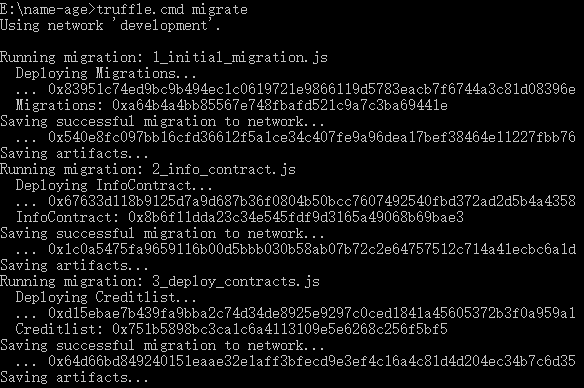 E:\name-age>truffle.cmd migrate
Using network 'development'.
Running migration: 1_initial_migration.js
Deploying Migrations...
... 0x83951c74ed9bc9b494ec1c0619721e9866119d5783eacb7f6744a3c81d08396e
Migrations: 0xa64b4a4bb85567e748fbafd521c9a7c3ba69441e
Saving successful migration to network...
... 0x540e8fc097bb16cfd36612f5a1ce34c407fe9a96dea17bef38464e11227fbb76
Saving artifacts...
Running migration: 2_info_contract.js
Deploying InfoContract...
... 0x67633d118b9125d7a9d687b36f0804b50bcc7607492540fbd372ad2d5b4a4358
InfoContract: 0x8b6f11dda23c34e545fdf9d3165a49068b69bae3
Saving successful migration to network...
... 0x1c0a5475fa9659116b00d5bbb030b58ab07b72c2e64757512c714a41ecbc6a1d
Saving artifacts...
Running migration: 3_deploy_contracts.js
Deploying Creditlist...
... 0xd15ebae7b439fa9bba2c74d34de8925e9297c0ced1841a45605372b3f0a959a1
Creditlist: 0x751b5898bc3ca1c6a4113109e5e6268c256f5bf5
Saving successful migration to network...
... 0x64d66bd849240151eaae32e1aff3bfecd9e3ef4c16a4c81d4d204ec34b7c6d35
Saving artifacts...